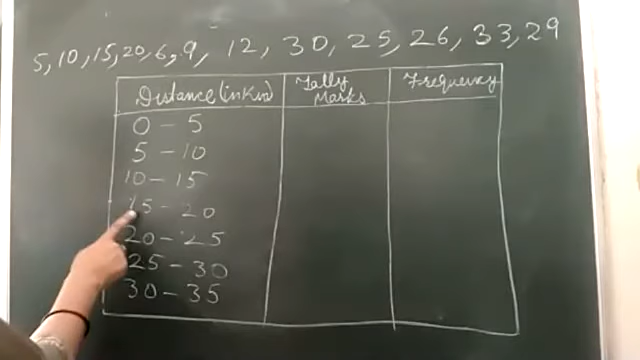 5, 10, 15, 20, 6, 9, 12, 30, 25, 26, 33, 29
Distance (in Km) Tally Marks Frequency
0 - 5
5 - 10
10 - 15
15 - 20
20 - 25
25 - 30
30 - 35